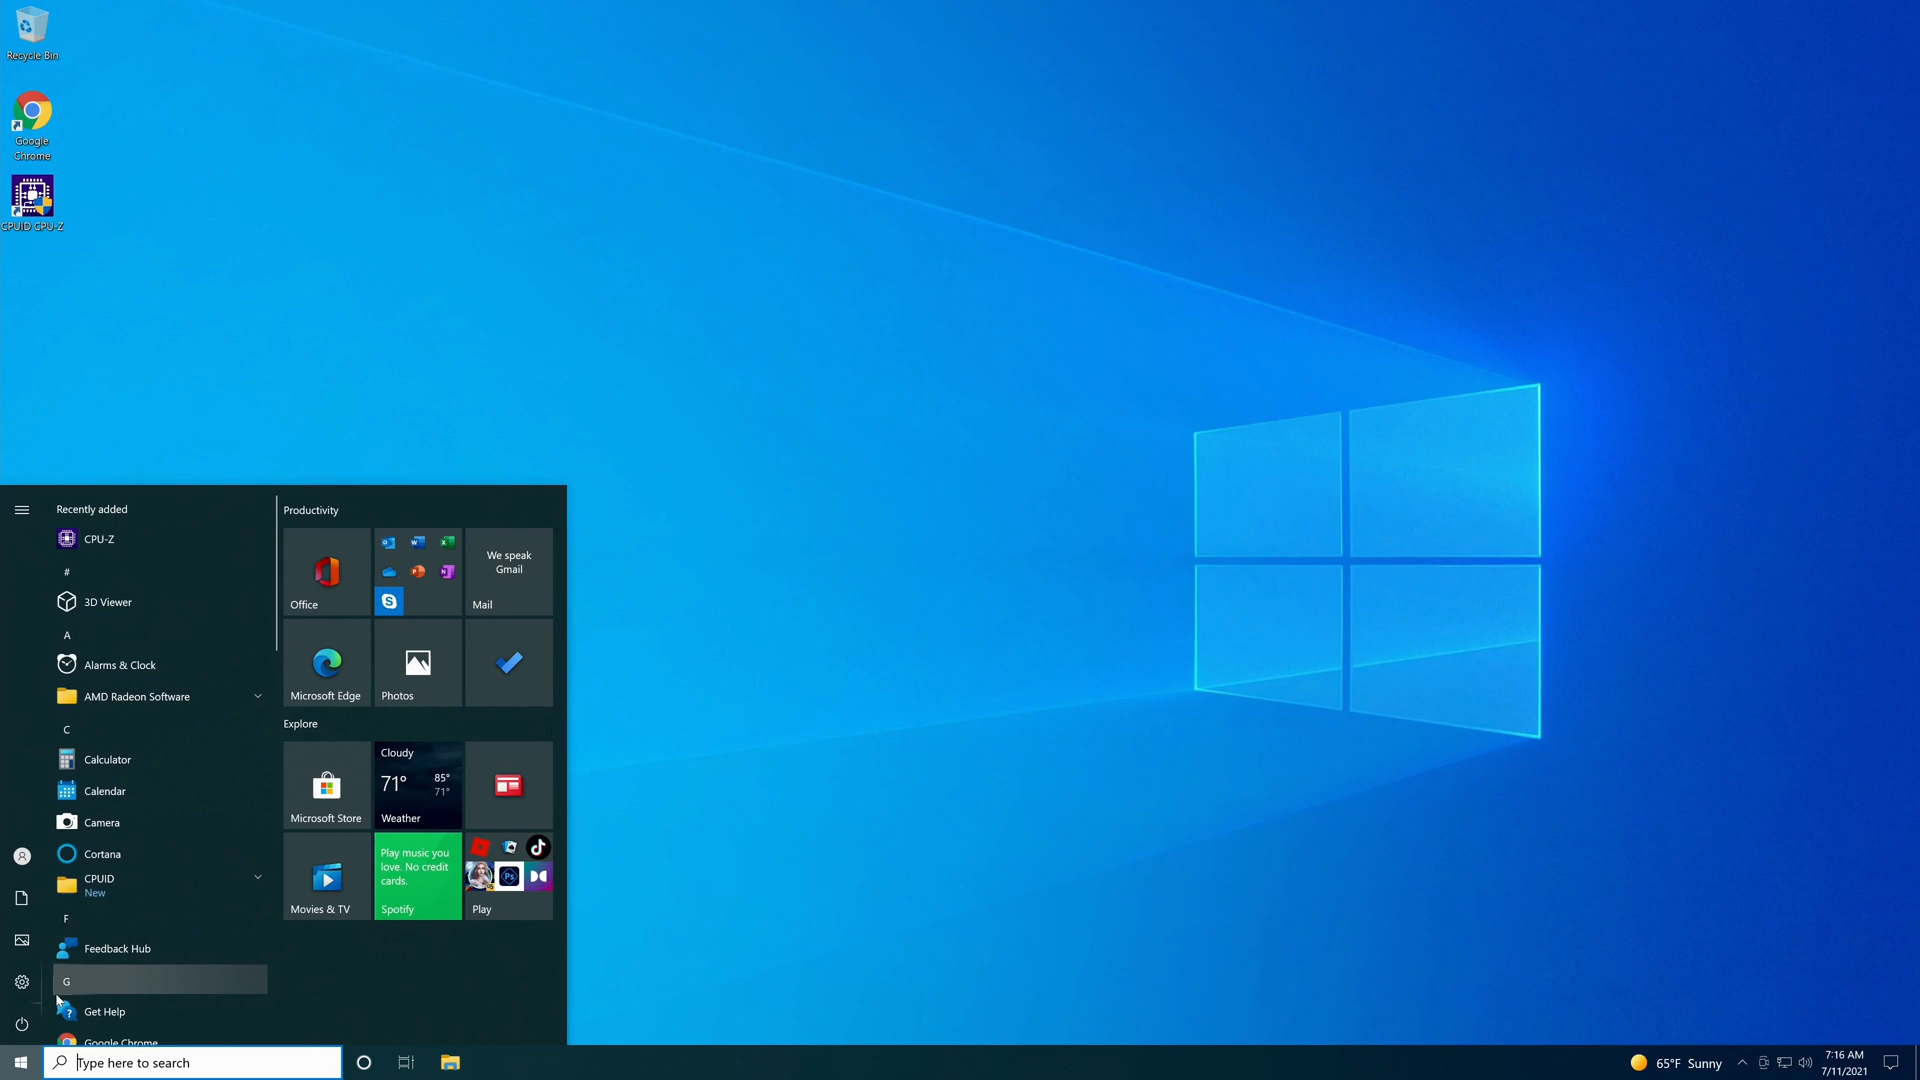 Recycle Bin
Google
Chrome
CPUID CPU-Z
Recently added
CPU-Z
#
3D Viewer
A
Alarms & Clock
AMD Radeon Software
C
Calculator
Calendar
Camera
Cortana
CPUID
New
F
Feedback Hub
G
Get Help
Google Chrome
Productivity
Office
We speak
Gmail
Mail
Microsoft Edge
Photos
Explore
Microsoft Store
Cloudy
71°
85°
71°
Weather
Movies & TV
Play music you
love. No credit
cards.
Spotify
Ps
Play
Type here to search
65°F Sunny
7:16 AM
7/11/2021